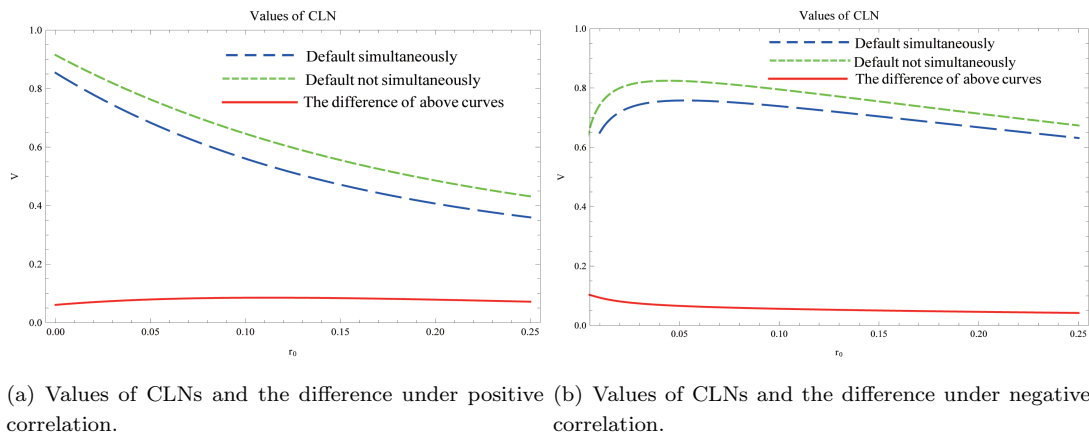 Values of CLN
Default simultaneously
Default not simultaneously
The difference of above curves
1.0
0.8
0.6
0.4
0.2
0.0
V
0.00 0.05 0.10 0.15 0.20 0.25
r0
(a) Values of CLNs and the difference under positive
correlation.
Values of CLN
Default simultaneously
Default not simultaneously
The difference of above curves
1.0
0.8
0.6
0.4
0.2
0.0
V
0.05 0.10 0.15 0.20 0.25
r0
(b) Values of CLNs and the difference under negative
correlation.